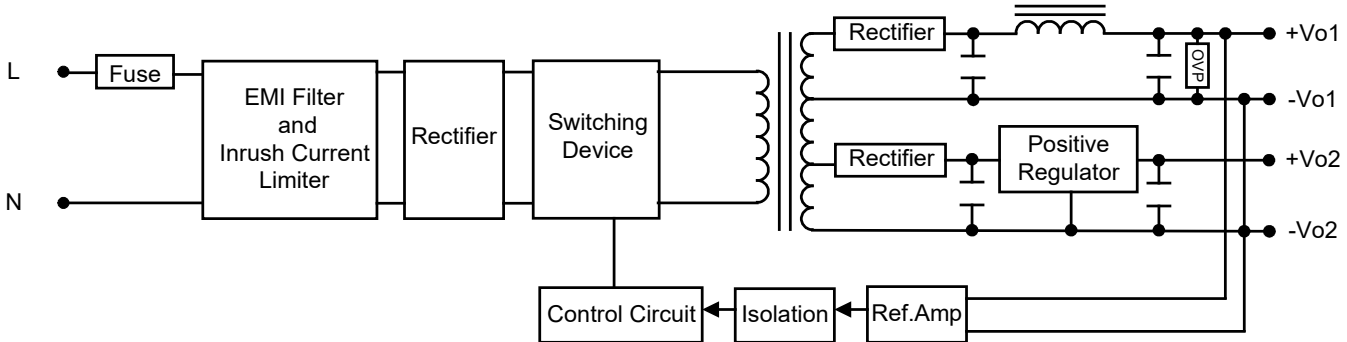 L
N
Fuse
EMI Filter
and
Inrush Current
Limiter
Rectifier
Switching
Device
Rectifier
OVP
+Vo1
-Vo1
Rectifier
Positive
Regulator
+Vo2
-Vo2
Control Circuit
Isolation
Ref.Amp